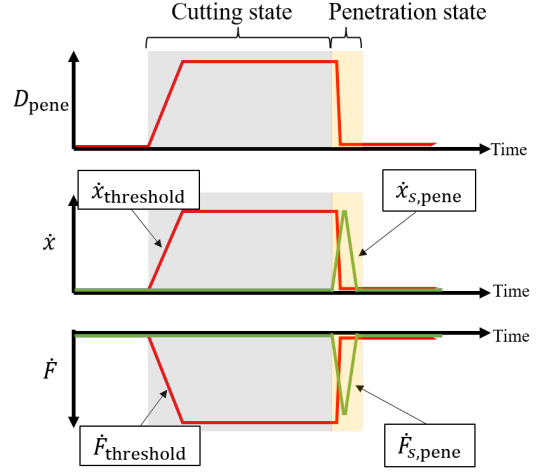 Cutting state Penetration state
D_pene
Time
ẋ_threshold
ẋ_s,pene
ẋ
Time
Time
Ḟ
Ḟ_threshold
Ḟ_s,pene